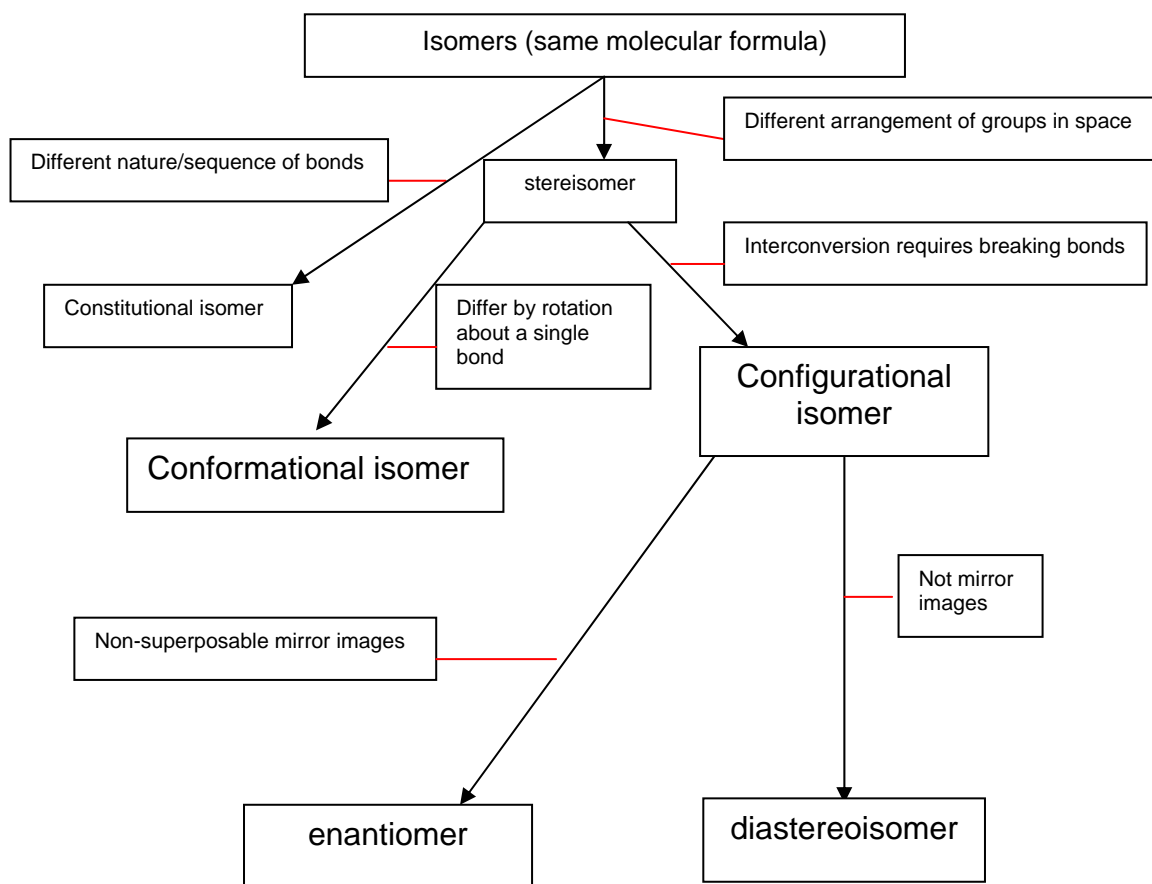 Isomers (same molecular formula)
Different arrangement of groups in space
Different nature/sequence of bonds
stereisomer
Interconversion requires breaking bonds
Constitutional isomer
Differ by rotation
about a single
bond
Configurational
isomer
Conformational isomer
Not mirror
images
Non-superposable mirror images
enantiomer
diastereoisomer